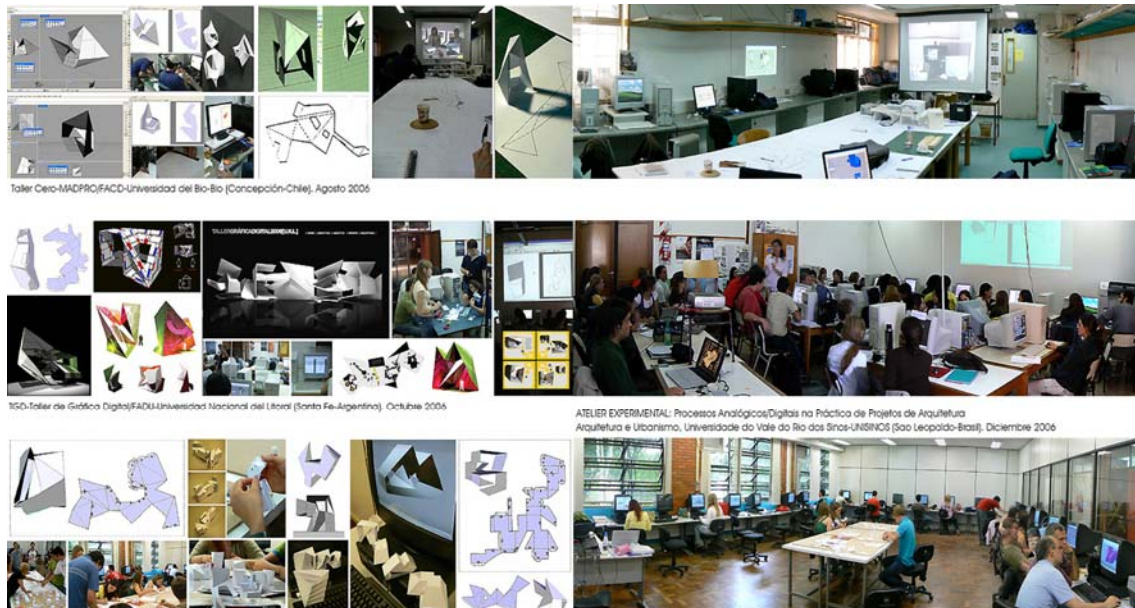 Taller Cero-MADPRO/FACD-Universidad del Bio-Bio (Concepción-Chile). Agosto 2006
TALLERGRÁFICADIGITAL
TGD-Taller de Gráfica Digital/FADU-Universidad Nacional del Litoral (Santa Fe-Argentina). Octubre 2006
ATELIER EXPERIMENTAL: Processos Analógicos/Digitais na Práctica de Projetos de Arquitetura
Arquitetura e Urbanismo, Universidade do Vale do Rio dos Sinos-UNISINOS (Sao Leopoldo-Brasil). Diciembre 2006